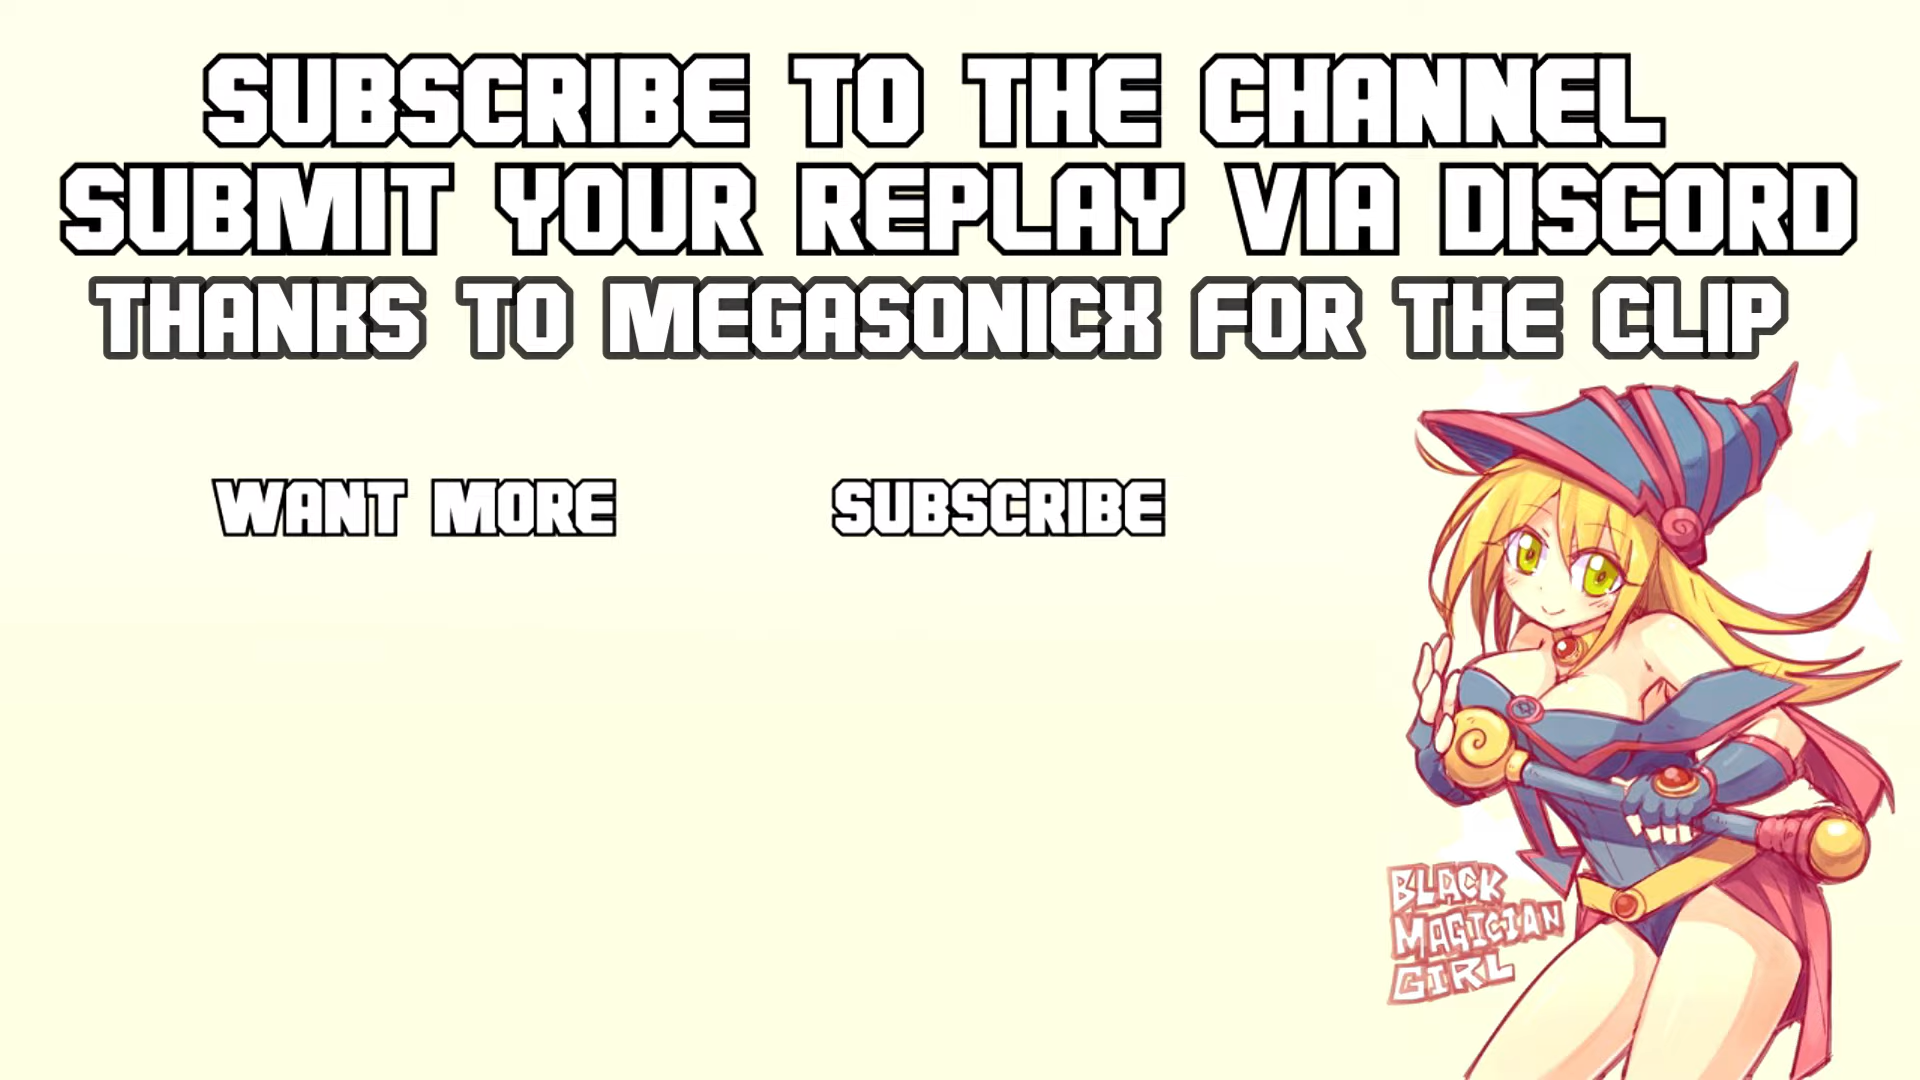 SUBSCRIBE TO THE CHANNEL
SUBMIT YOUR REPLAY VIA DISCORD
THANKS TO MEGASONICX FOR THE CLIP
WANT MORE
SUBSCRIBE
BLACK
MAGICIAN
GIRL